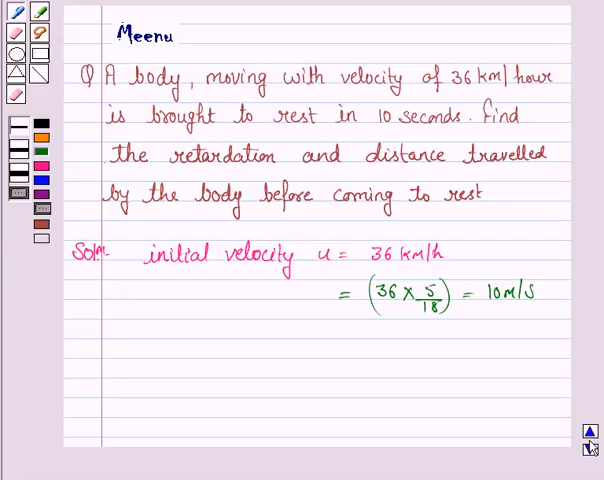 Meenu
Q A body, moving with velocity of 36 km/hour
is brought to rest in 10 seconds. Find
the retardation and distance travelled
by the body before coming to rest
Soln. initial velocity u = 36 km/h
= (36 × 5/18) = 10 m/s